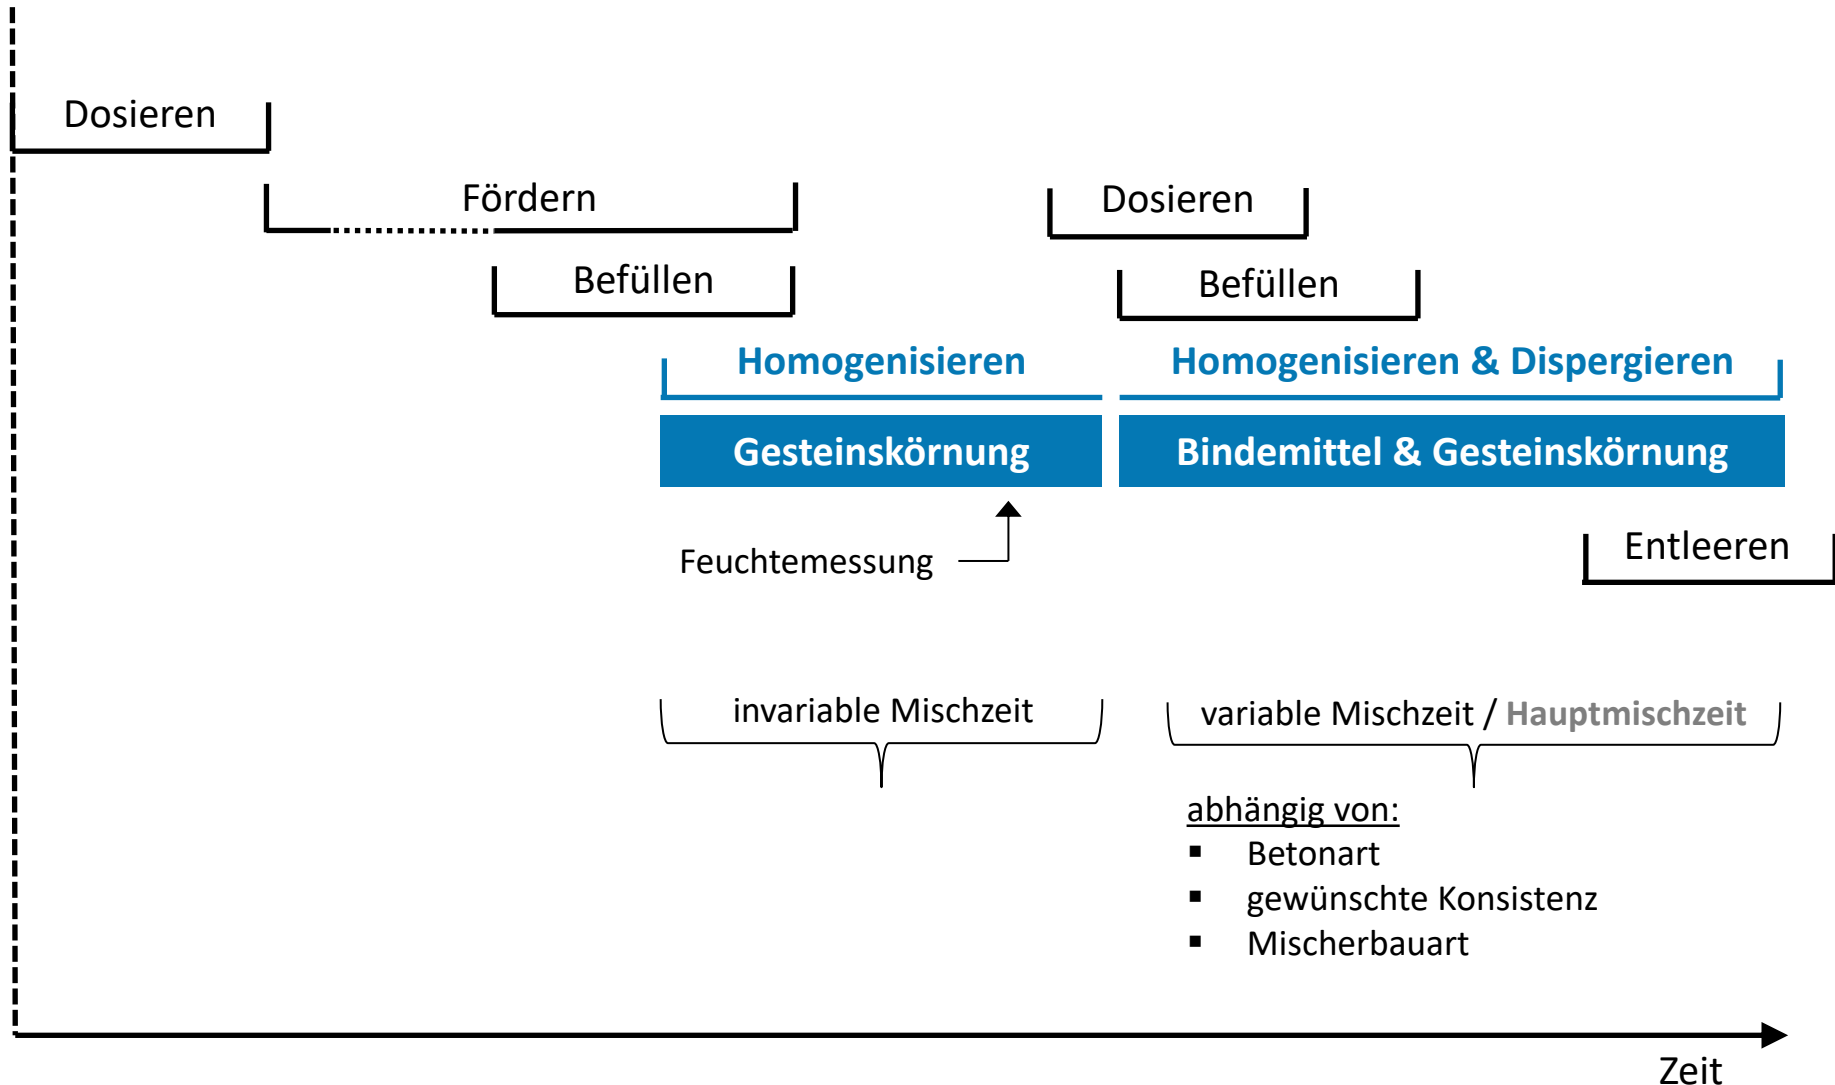 Dosieren
Fördern
Dosieren
Befüllen
Befüllen
Homogenisieren
Homogenisieren & Dispergieren
Gesteinskörnung
Bindemittel & Gesteinskörnung
Feuchtemessung
Entleeren
invariable Mischzeit
variable Mischzeit / Hauptmischzeit
abhängig von:
▪ Betonart
▪ gewünschte Konsistenz
▪ Mischerbauart
Zeit